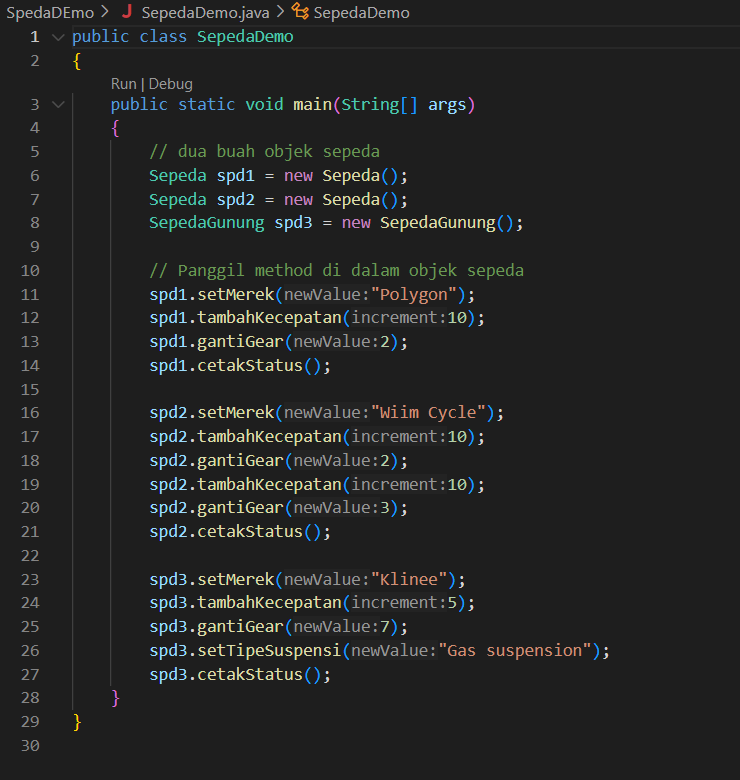 SpedaDEmo > J SepedaDemo.java > SepedaDemo
1 public class SepedaDemo
2 {
Run | Debug
3 public static void main(String[] args)
4 {
5 // dua buah objek sepeda
6 Sepeda spd1 = new Sepeda();
7 Sepeda spd2 = new Sepeda();
8 SepedaGunung spd3 = new SepedaGunung();
9
10 // Panggil method di dalam objek sepeda
11 spd1.setMerek(newValue:"Polygon");
12 spd1.tambahKecepatan(increment:10);
13 spd1.gantiGear(newValue:2);
14 spd1.cetakStatus();
15
16 spd2.setMerek(newValue:"Wiim Cycle");
17 spd2.tambahKecepatan(increment:10);
18 spd2.gantiGear(newValue:2);
19 spd2.tambahKecepatan(increment:10);
20 spd2.gantiGear(newValue:3);
21 spd2.cetakStatus();
22
23 spd3.setMerek(newValue:"Klinee");
24 spd3.tambahKecepatan(increment:5);
25 spd3.gantiGear(newValue:7);
26 spd3.setTipeSuspensi(newValue:"Gas suspension");
27 spd3.cetakStatus();
28 }
29 }
30